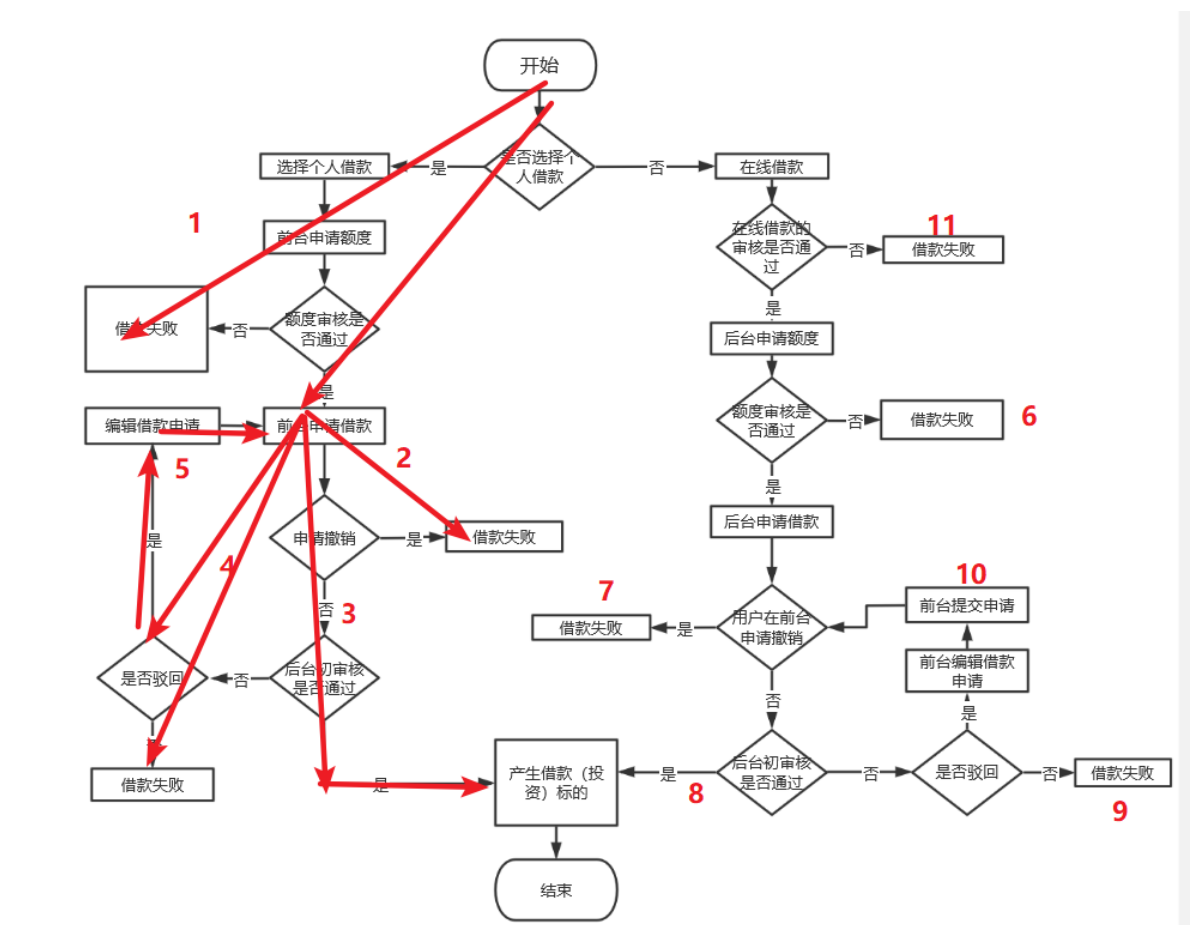 开始
是否选择个
人借款
选择个人借款
是
否
在线借款
1
前台申请额度
在线借款的
审核是否通
过
否
11
借款失败
借款失败
否
额度审核是
否通过
是
后台申请额度
是
编辑借款申请
前台申请借款
额度审核是
否通过
否
借款失败
6
5
2
是
后台申请借款
申请撤销
是
借款失败
是
4
否
3
7
借款失败
是
用户在前台
申请撤销
10
前台提交申请
前台编辑借款
申请
是否驳回
否
后台初审核
是否通过
否
是
借款失败
是
产生借款（投
资）标的
是
8
后台初审核
是否通过
否
是否驳回
否
借款失败
9
结束